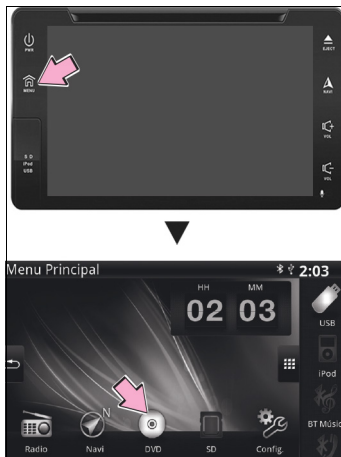 PWR
EJECT
MENU
NAVI
VOL
SD
iPod
USB
VOL
Menu Principal
2:03
HH MM
02 03
USB
iPod
N
BT Músic
Radio
Navi
DVD
SD
Config.